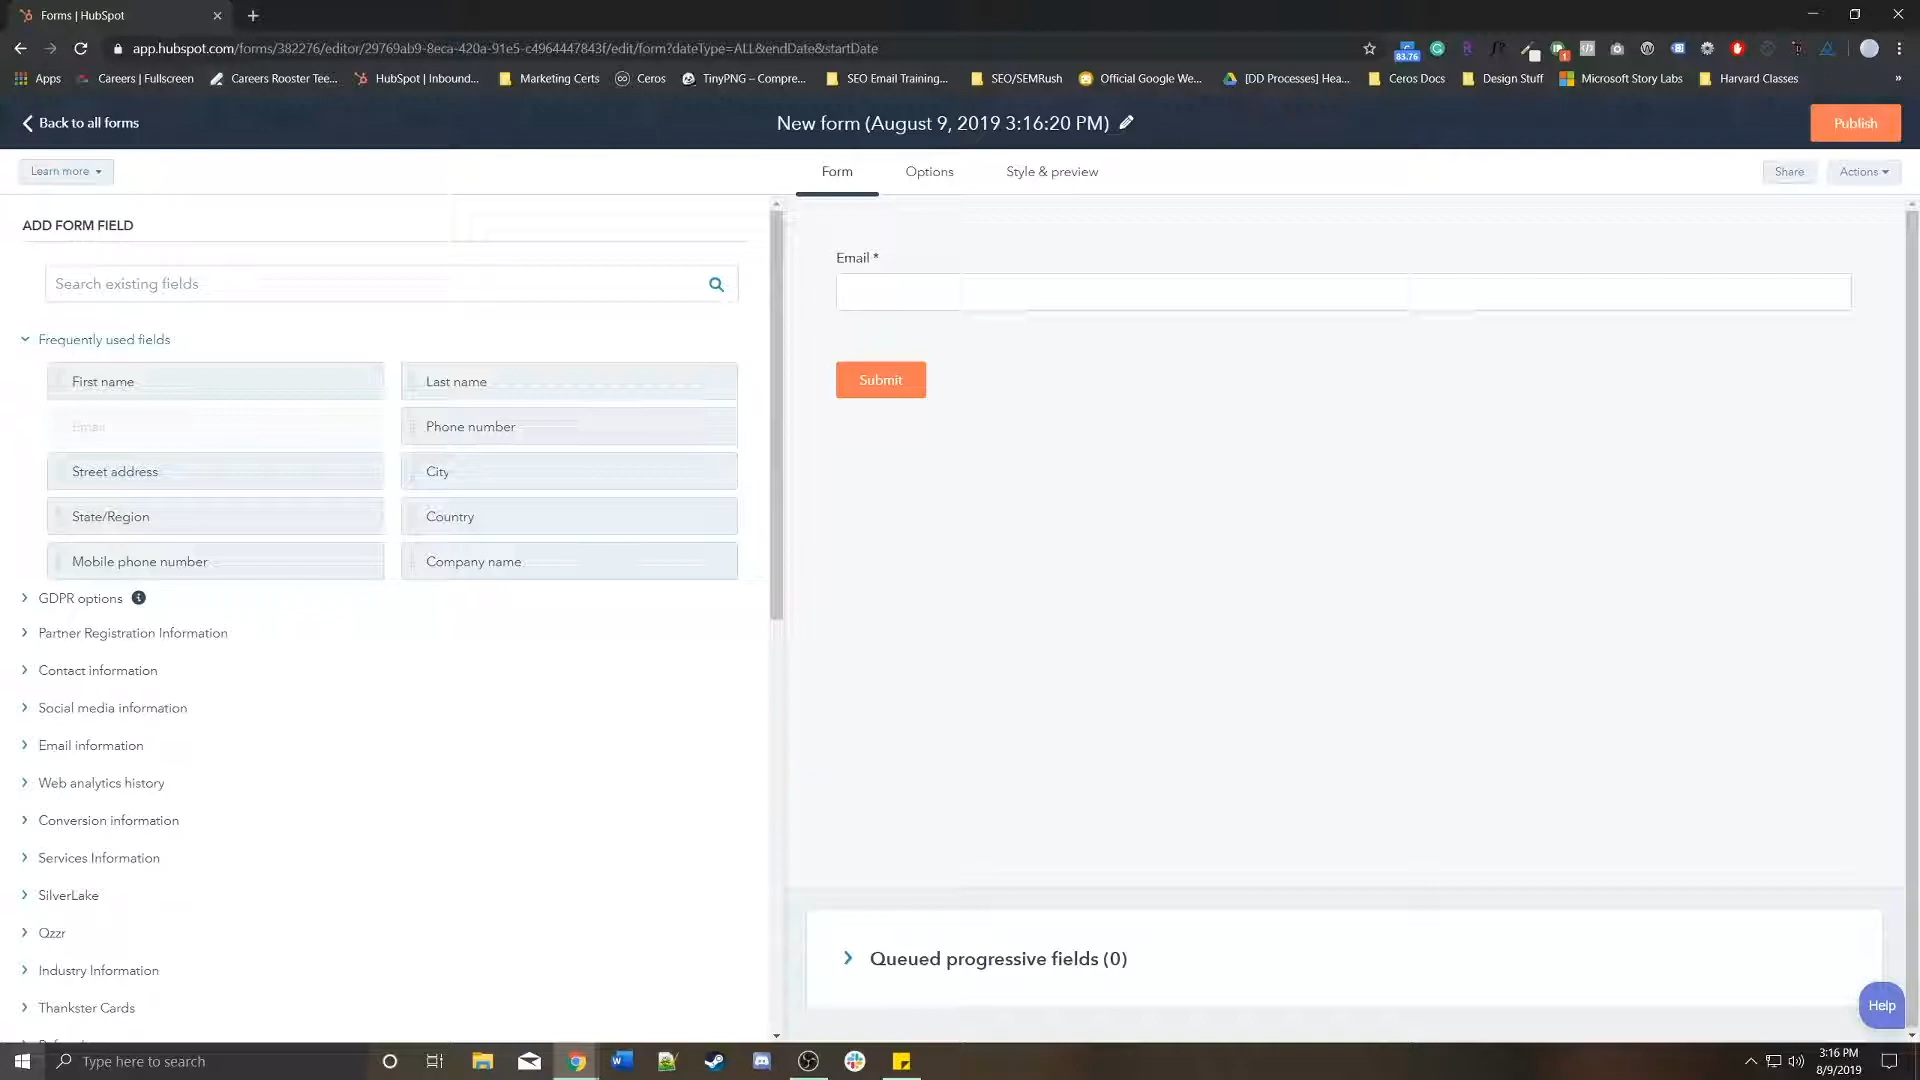 Forms | HubSpot
app.hubspot.com/forms/382276/editor/29769ab9-8eca-420a-91e5-c4964447843f/edit/form?dateType=ALL&endDate&startDate
83.76
1
Apps
Careers | Fullscreen
Careers Rooster Tee...
HubSpot | Inbound...
Marketing Certs
Ceros
TinyPNG – Compre...
SEO Email Training...
SEO/SEMRush
Official Google We...
[DD Processes] Hea...
Ceros Docs
Design Stuff
Microsoft Story Labs
Harvard Classes
»
Back to all forms
New form (August 9, 2019 3:16:20 PM)
Publish
Learn more
Form
Options
Style & preview
Share
Actions
ADD FORM FIELD
Search existing fields
Frequently used fields
First name
Last name
Email
Phone number
Street address
City
State/Region
Country
Mobile phone number
Company name
GDPR options
Partner Registration Information
Contact information
Social media information
Email information
Web analytics history
Conversion information
Services Information
SilverLake
Qzzr
Industry Information
Thankster Cards
Email *
Submit
Queued progressive fields (0)
Help
Type here to search
3:16 PM
8/9/2019